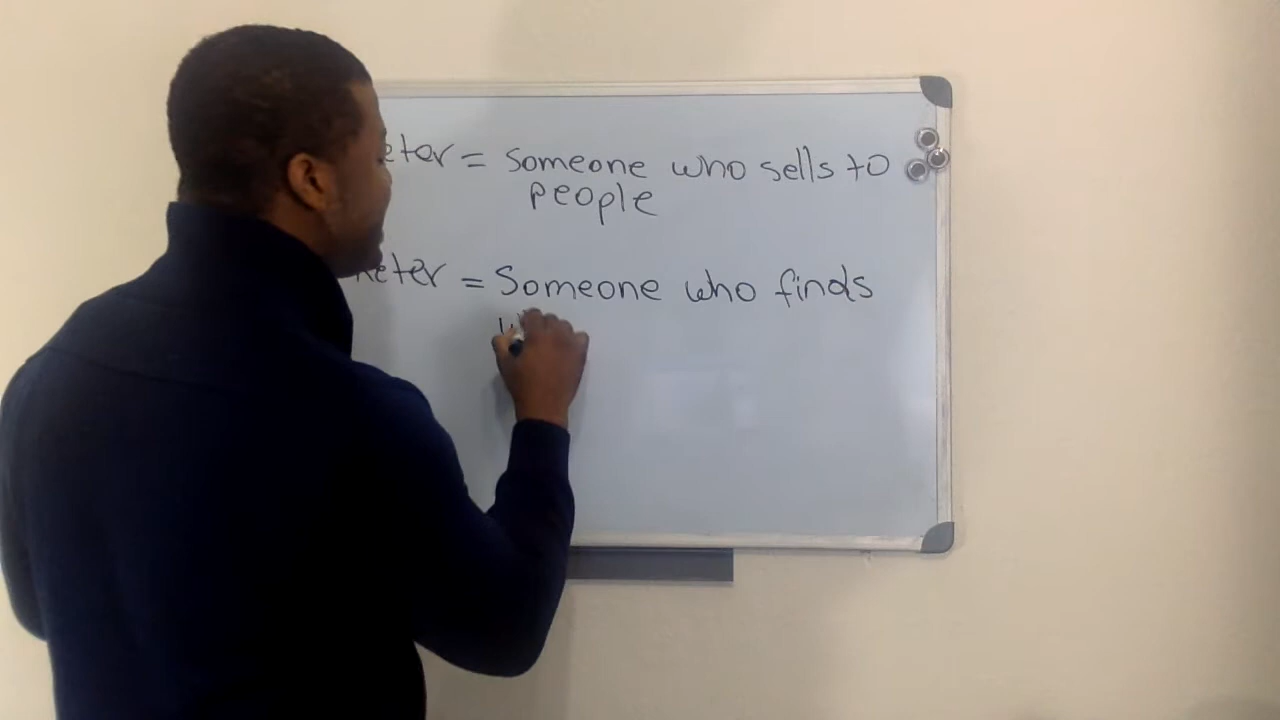 eter = Someone who sells to
people
keter = Someone who finds